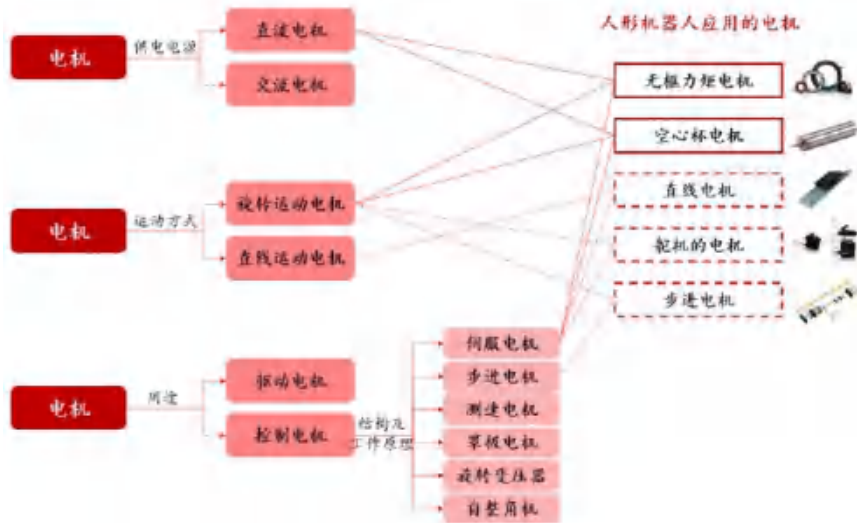 人形机器人应用的电机
电机
供电电源
直流电机
交流电机
无框力矩电机
空心杯电机
直线电机
舵机的电机
步进电机
电机
运动方式
旋转运动电机
直线运动电机
电机
用途
驱动电机
控制电机
结构及
工作原理
伺服电机
步进电机
测速电机
罩极电机
旋转变压器
自整角机